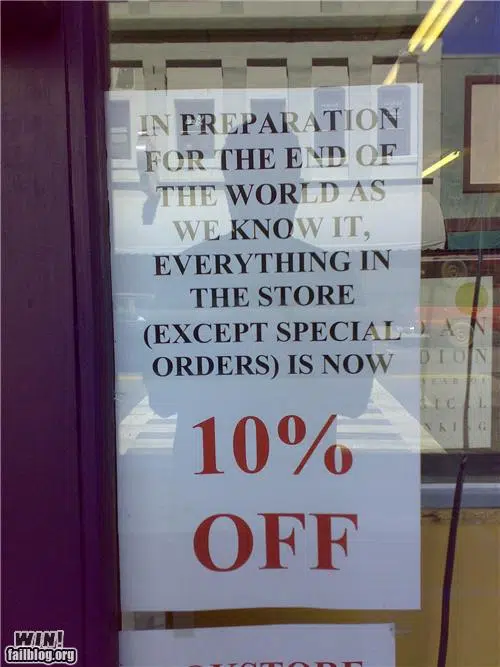 IN PREPARATION
FOR THE END OF
THE WORLD AS
WE KNOW IT,
EVERYTHING IN
THE STORE
(EXCEPT SPECIAL
ORDERS) IS NOW
10%
OFF
WIN!
failblog.org